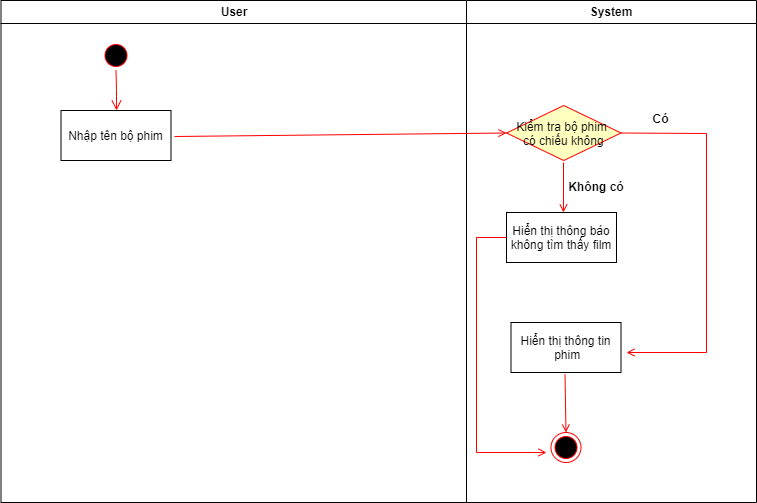 User
System
Nhập tên bộ phim
Kiểm tra bộ phim
có chiếu không
Có
Không có
Hiển thị thông báo
không tìm thấy film
Hiển thị thông tin
phim